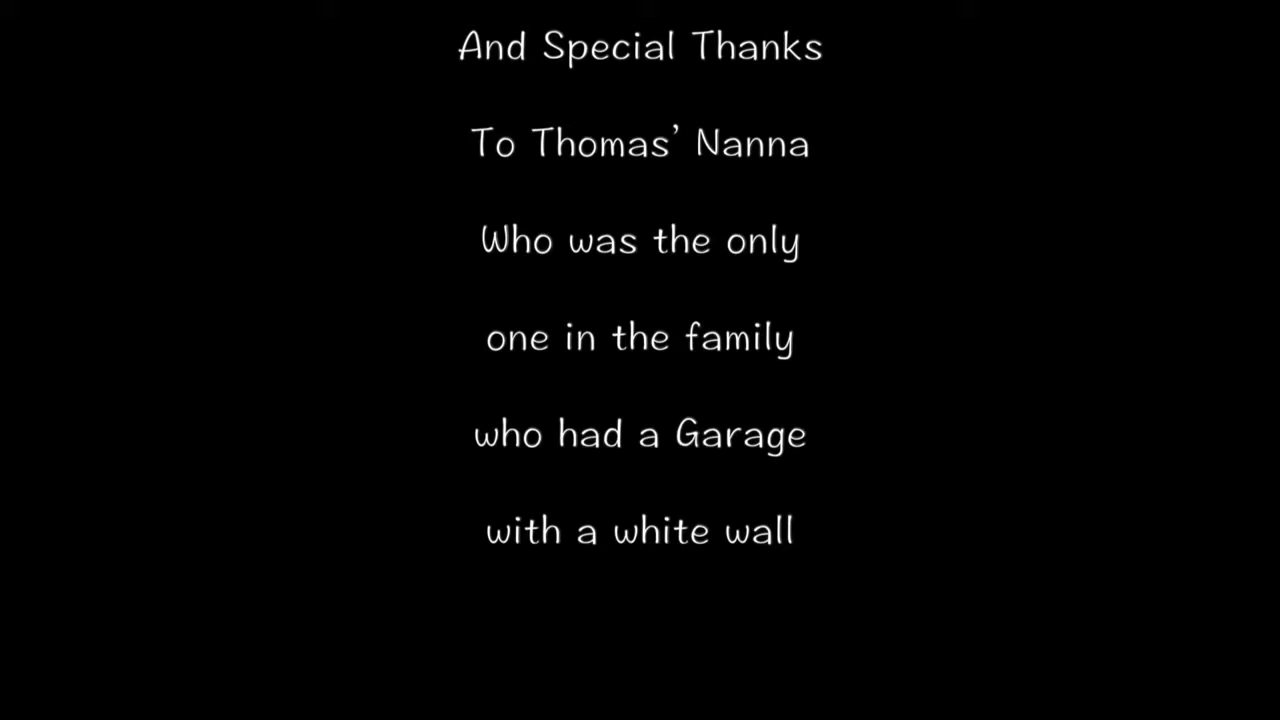 And Special Thanks
To Thomas’ Nanna
Who was the only
one in the family
who had a Garage
with a white wall